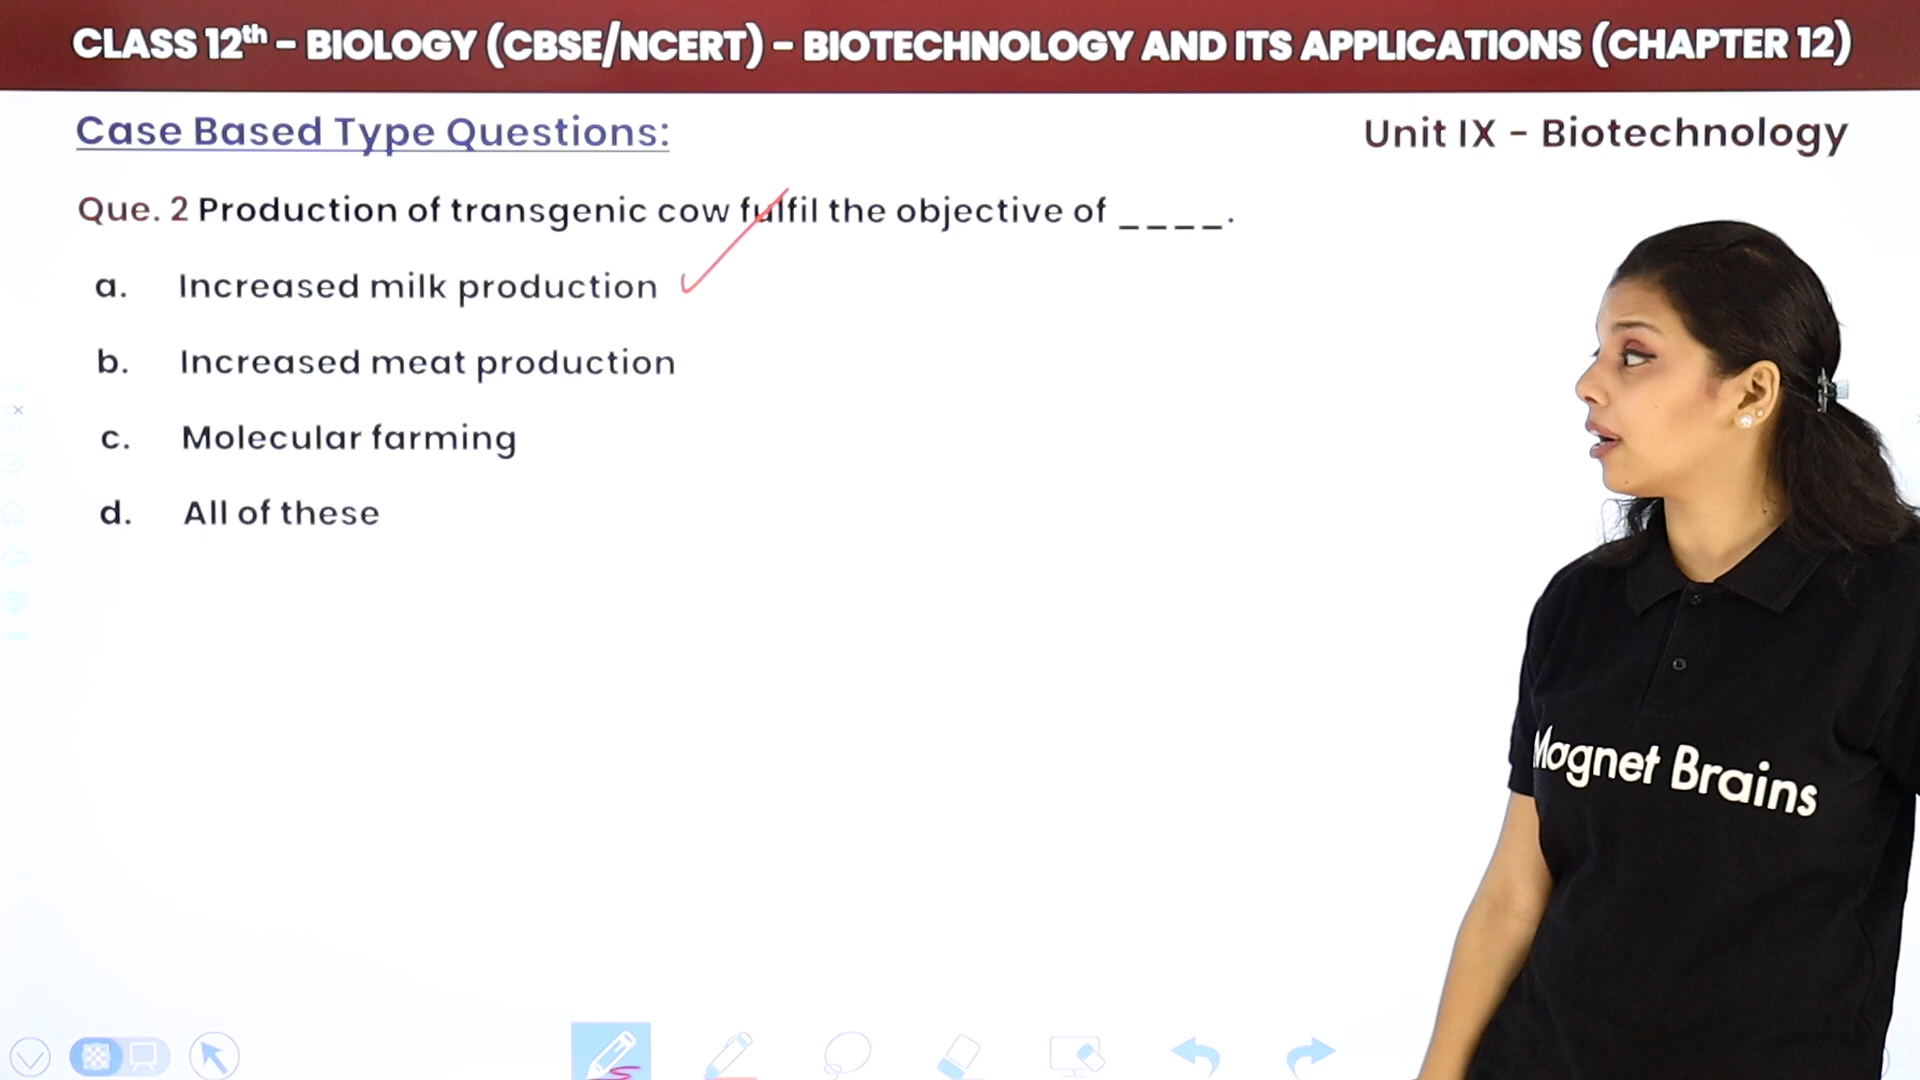 CLASS 12th – BIOLOGY (CBSE/NCERT) – BIOTECHNOLOGY AND ITS APPLICATIONS (CHAPTER 12)
Case Based Type Questions:
Unit IX – Biotechnology
Que. 2 Production of transgenic cow fulfil the objective of _ _ _ _.
a. Increased milk production
b. Increased meat production
c. Molecular farming
d. All of these
Magnet Brains